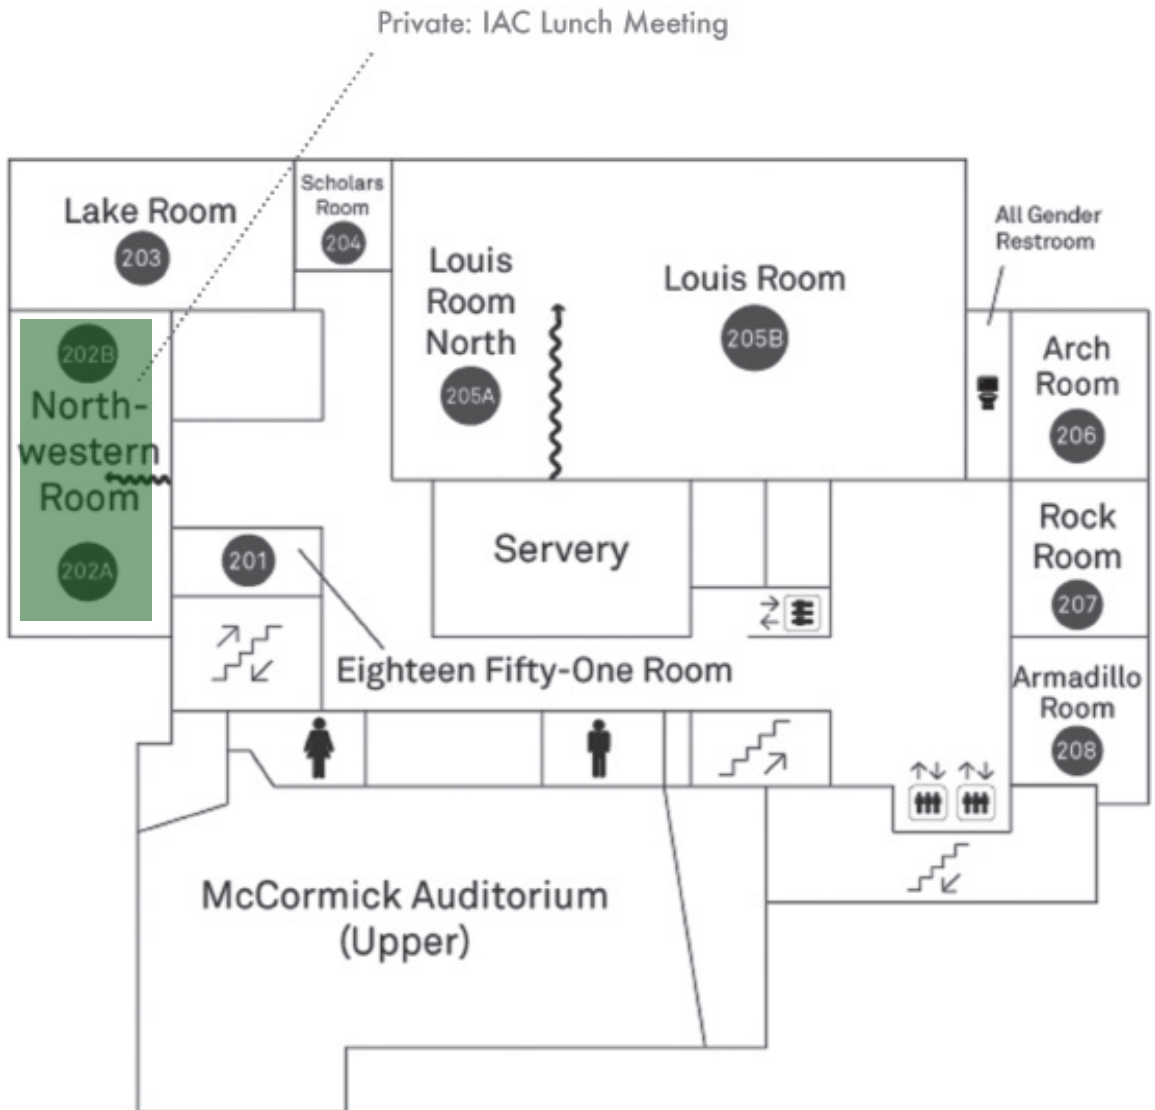 Private: IAC Lunch Meeting
Lake Room
203
Scholars
Room
204
Louis
Room
North
205A
Louis Room
205B
All Gender
Restroom
202B
North-
western
Room
202A
Arch
Room
206
201
Servery
Rock
Room
207
Eighteen Fifty-One Room
Armadillo
Room
208
McCormick Auditorium
(Upper)